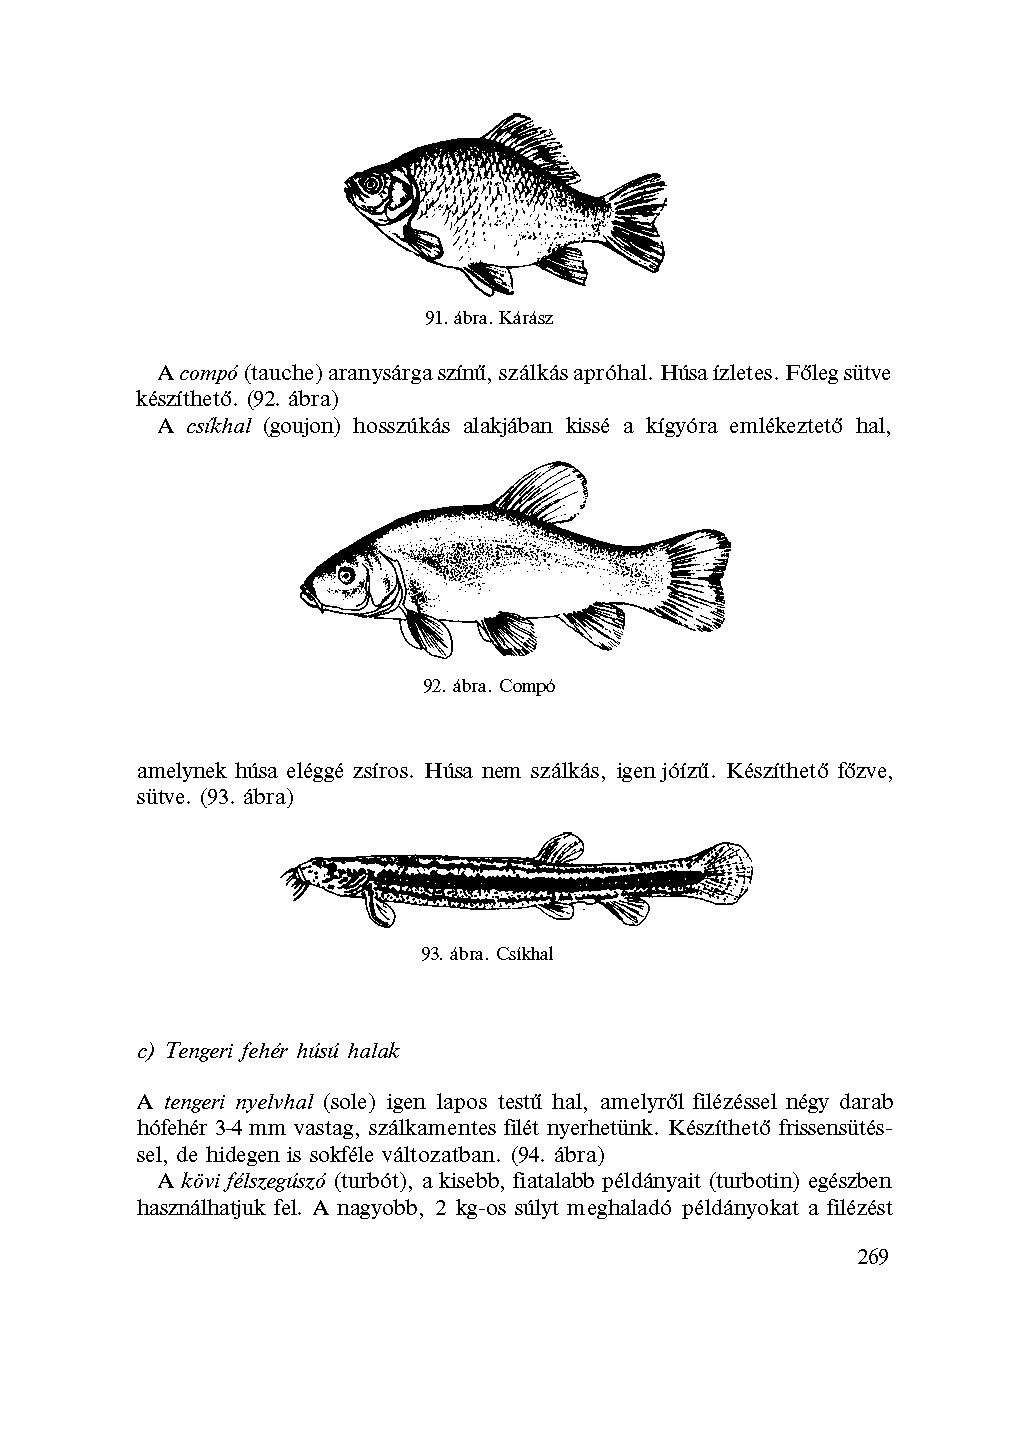 91. ábra. Kárász
A compó (tauche) aranysárga színű, szálkás apróhal. Húsa ízletes. Főleg sütve
készíthető. (92. ábra)
A csíkhal (goujon) hosszúkás alakjában kissé a kígyóra emlékeztető hal,
92. ábra. Compó
amelynek húsa eléggé zsíros. Húsa nem szálkás, igen jóízű. Készíthető főzve,
sütve. (93. ábra)
93. ábra. Csíkhal
c) Tengeri fehér húsú halak
A tengeri nyelvhal (sole) igen lapos testű hal, amelyről filézéssel négy darab
hófehér 3-4 mm vastag, szálkamentes filét nyerhetünk. Készíthető frissensütés-
sel, de hidegen is sokféle változatban. (94. ábra)
A kövi félszegúszó (turbót), a kisebb, fiatalabb példányait (turbotin) egészben
használhatjuk fel. A nagyobb, 2 kg-os súlyt meghaladó példányokat a filézést
269